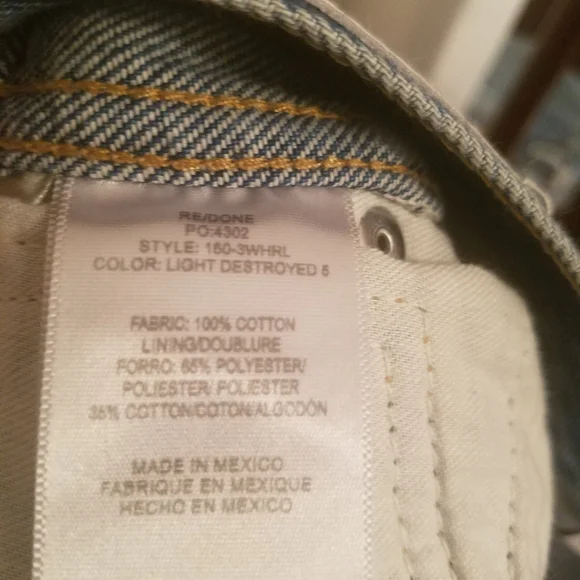 RE/DONE
PO:4302
STYLE: 160-3WHRL
COLOR: LIGHT DESTROYED 5
FABRIC: 100% COTTON
LINING/DOUBLURE
FORRO: 65% POLYESTER/
POLIESTER/ POLIESTER
35% COTTON/COTON/ALGODÓN
MADE IN MEXICO
FABRIQUE EN MEXIQUE
HECHO EN MEXICO